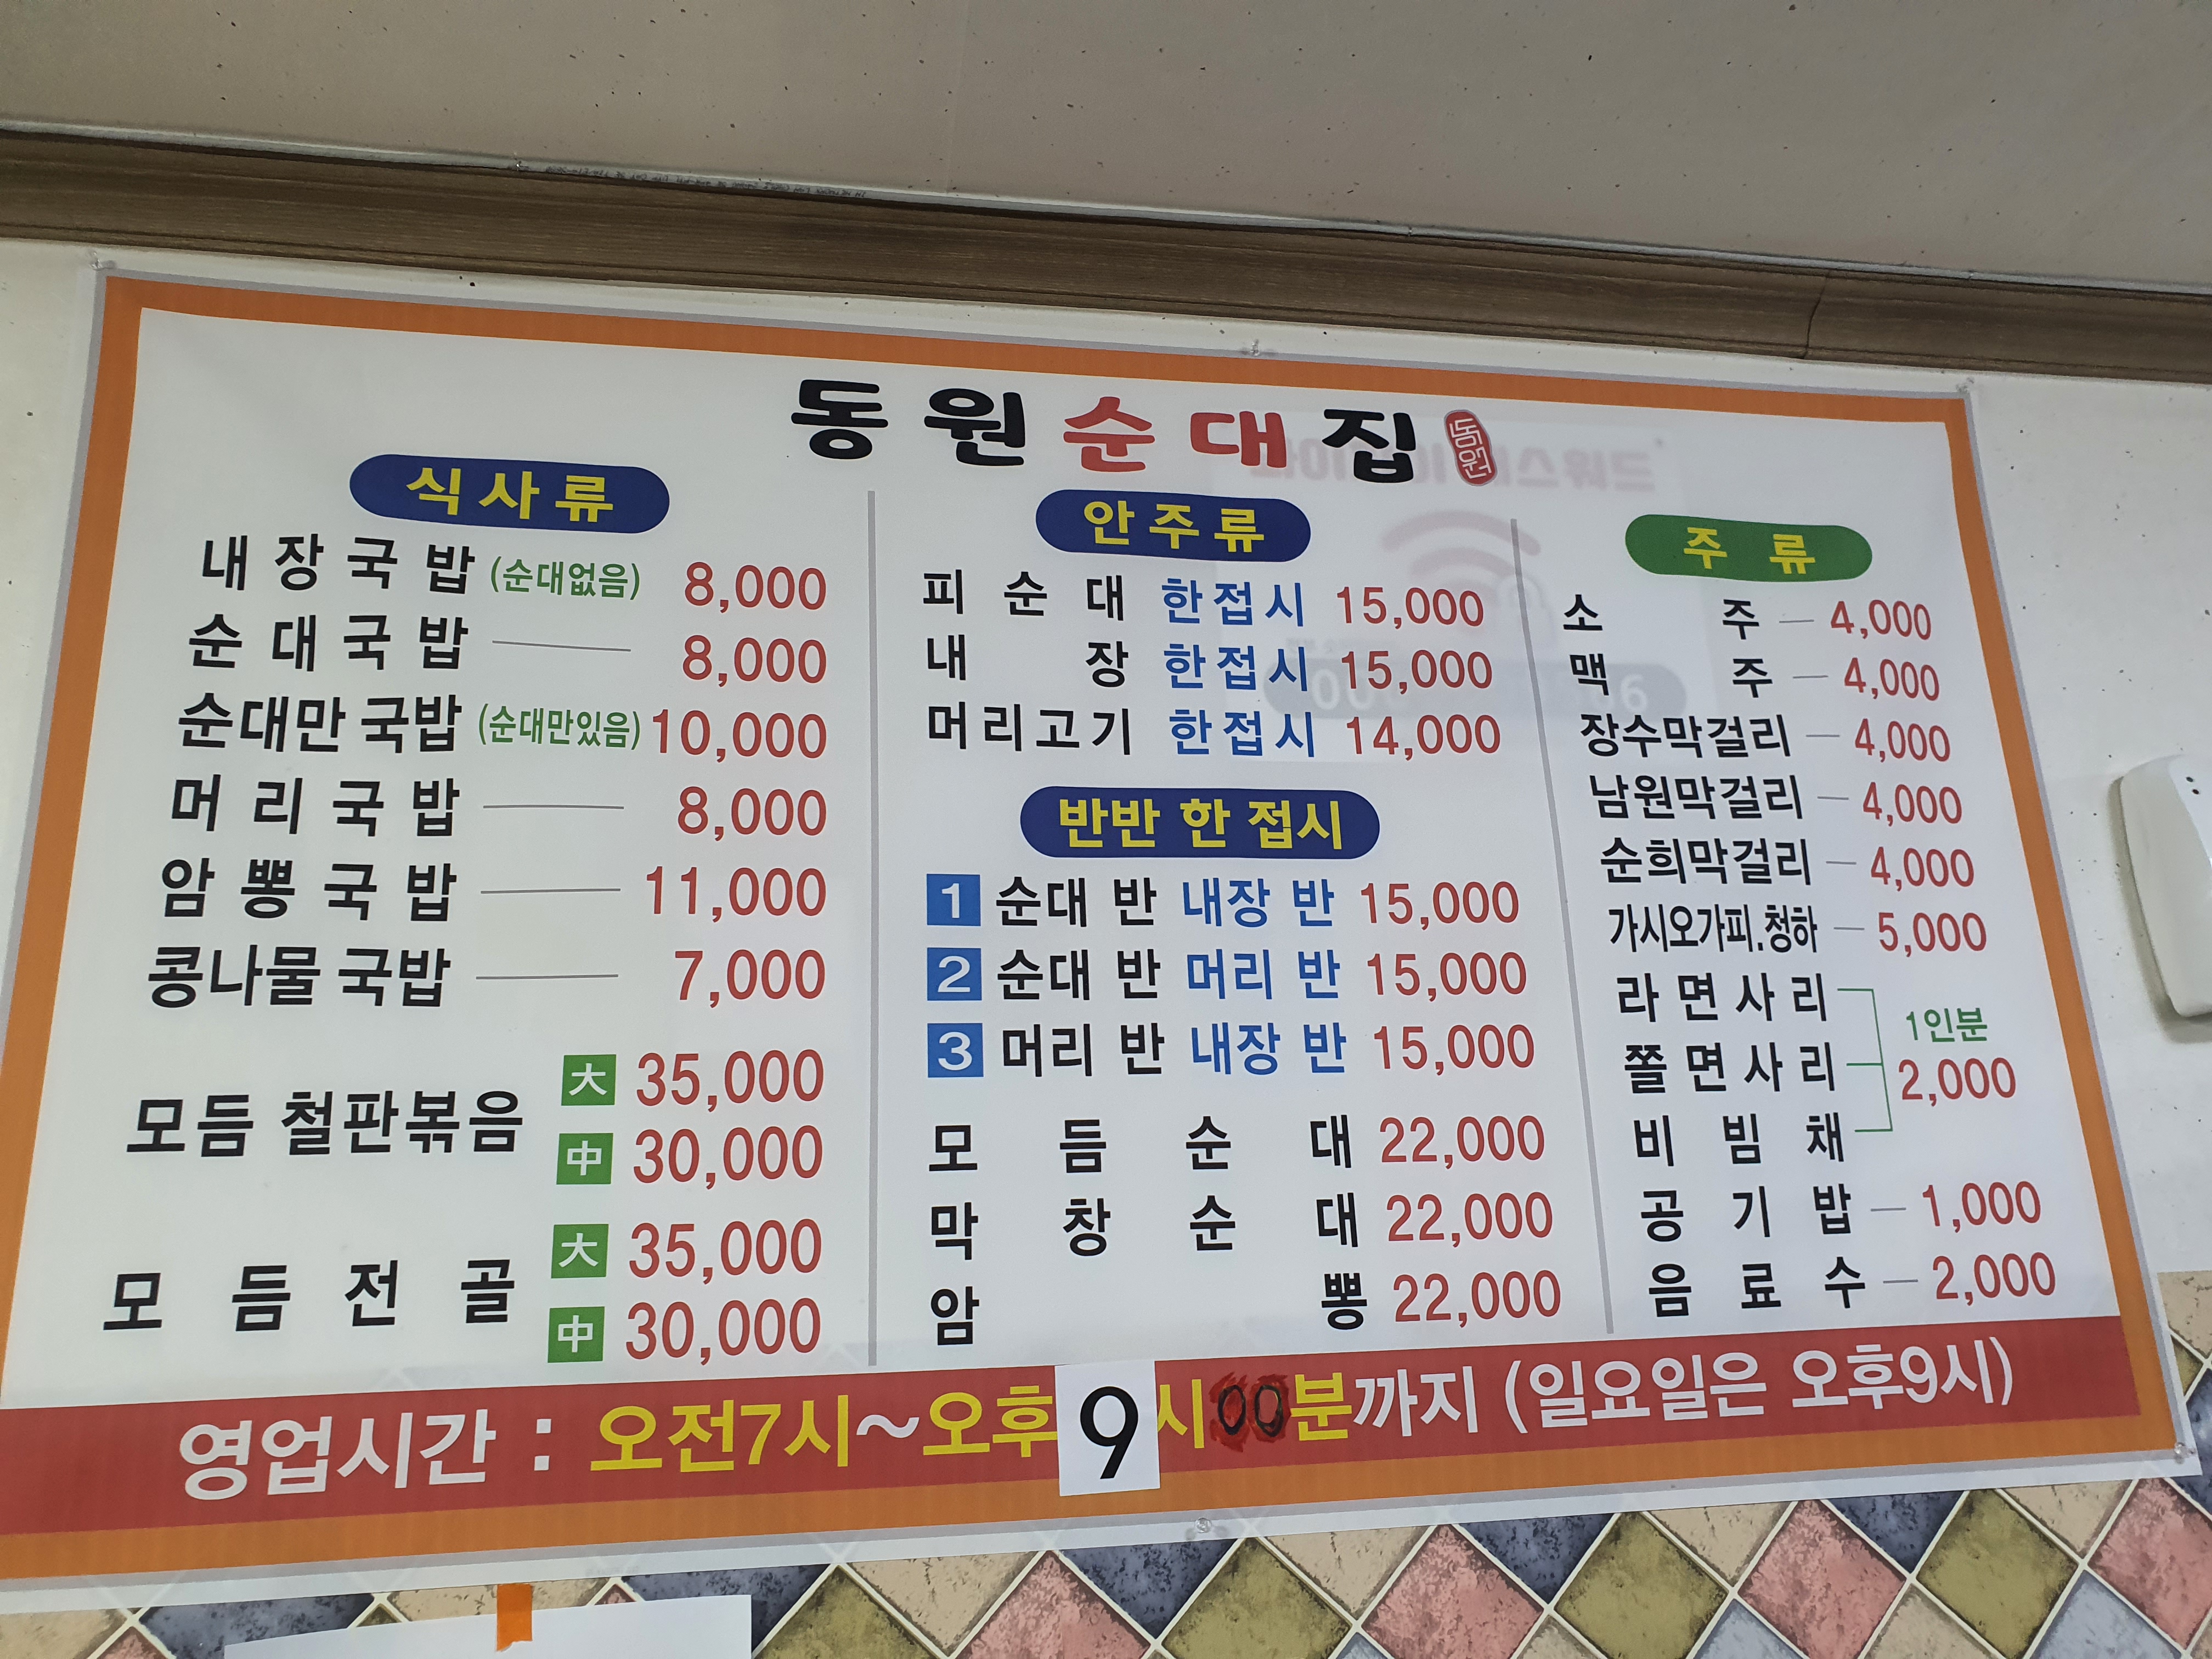 동원순대집 동원
식사류
내장국밥 (순대없음) 8,000
순대국밥 8,000
순대만 국밥 (순대만있음) 10,000
머리국밥 8,000
암뽕국밥 11,000
콩나물 국밥 7,000
모듬 철판볶음 大 35,000
中 30,000
모듬전골 大 35,000
中 30,000
안주류
피순대 한접시 15,000
내장 한접시 15,000
머리고기 한접시 14,000
반반 한 접시
1 순대 반 내장 반 15,000
2 순대 반 머리 반 15,000
3 머리 반 내장 반 15,000
모듬순대 22,000
막창순대 22,000
암뽕 22,000
주류
소주 4,000
맥주 4,000
장수막걸리 4,000
남원막걸리 4,000
순희막걸리 4,000
가시오가피.청하 5,000
라면사리
쫄면사리
비빔채
1인분
2,000
공기밥 1,000
음료수 2,000
영업시간 : 오전7시~오후9시00분까지 (일요일은 오후9시)